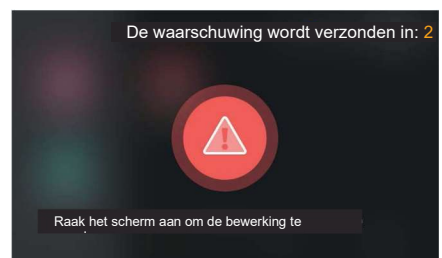 De waarschuwing wordt verzonden in: 2
Raak het scherm aan om de bewerking te